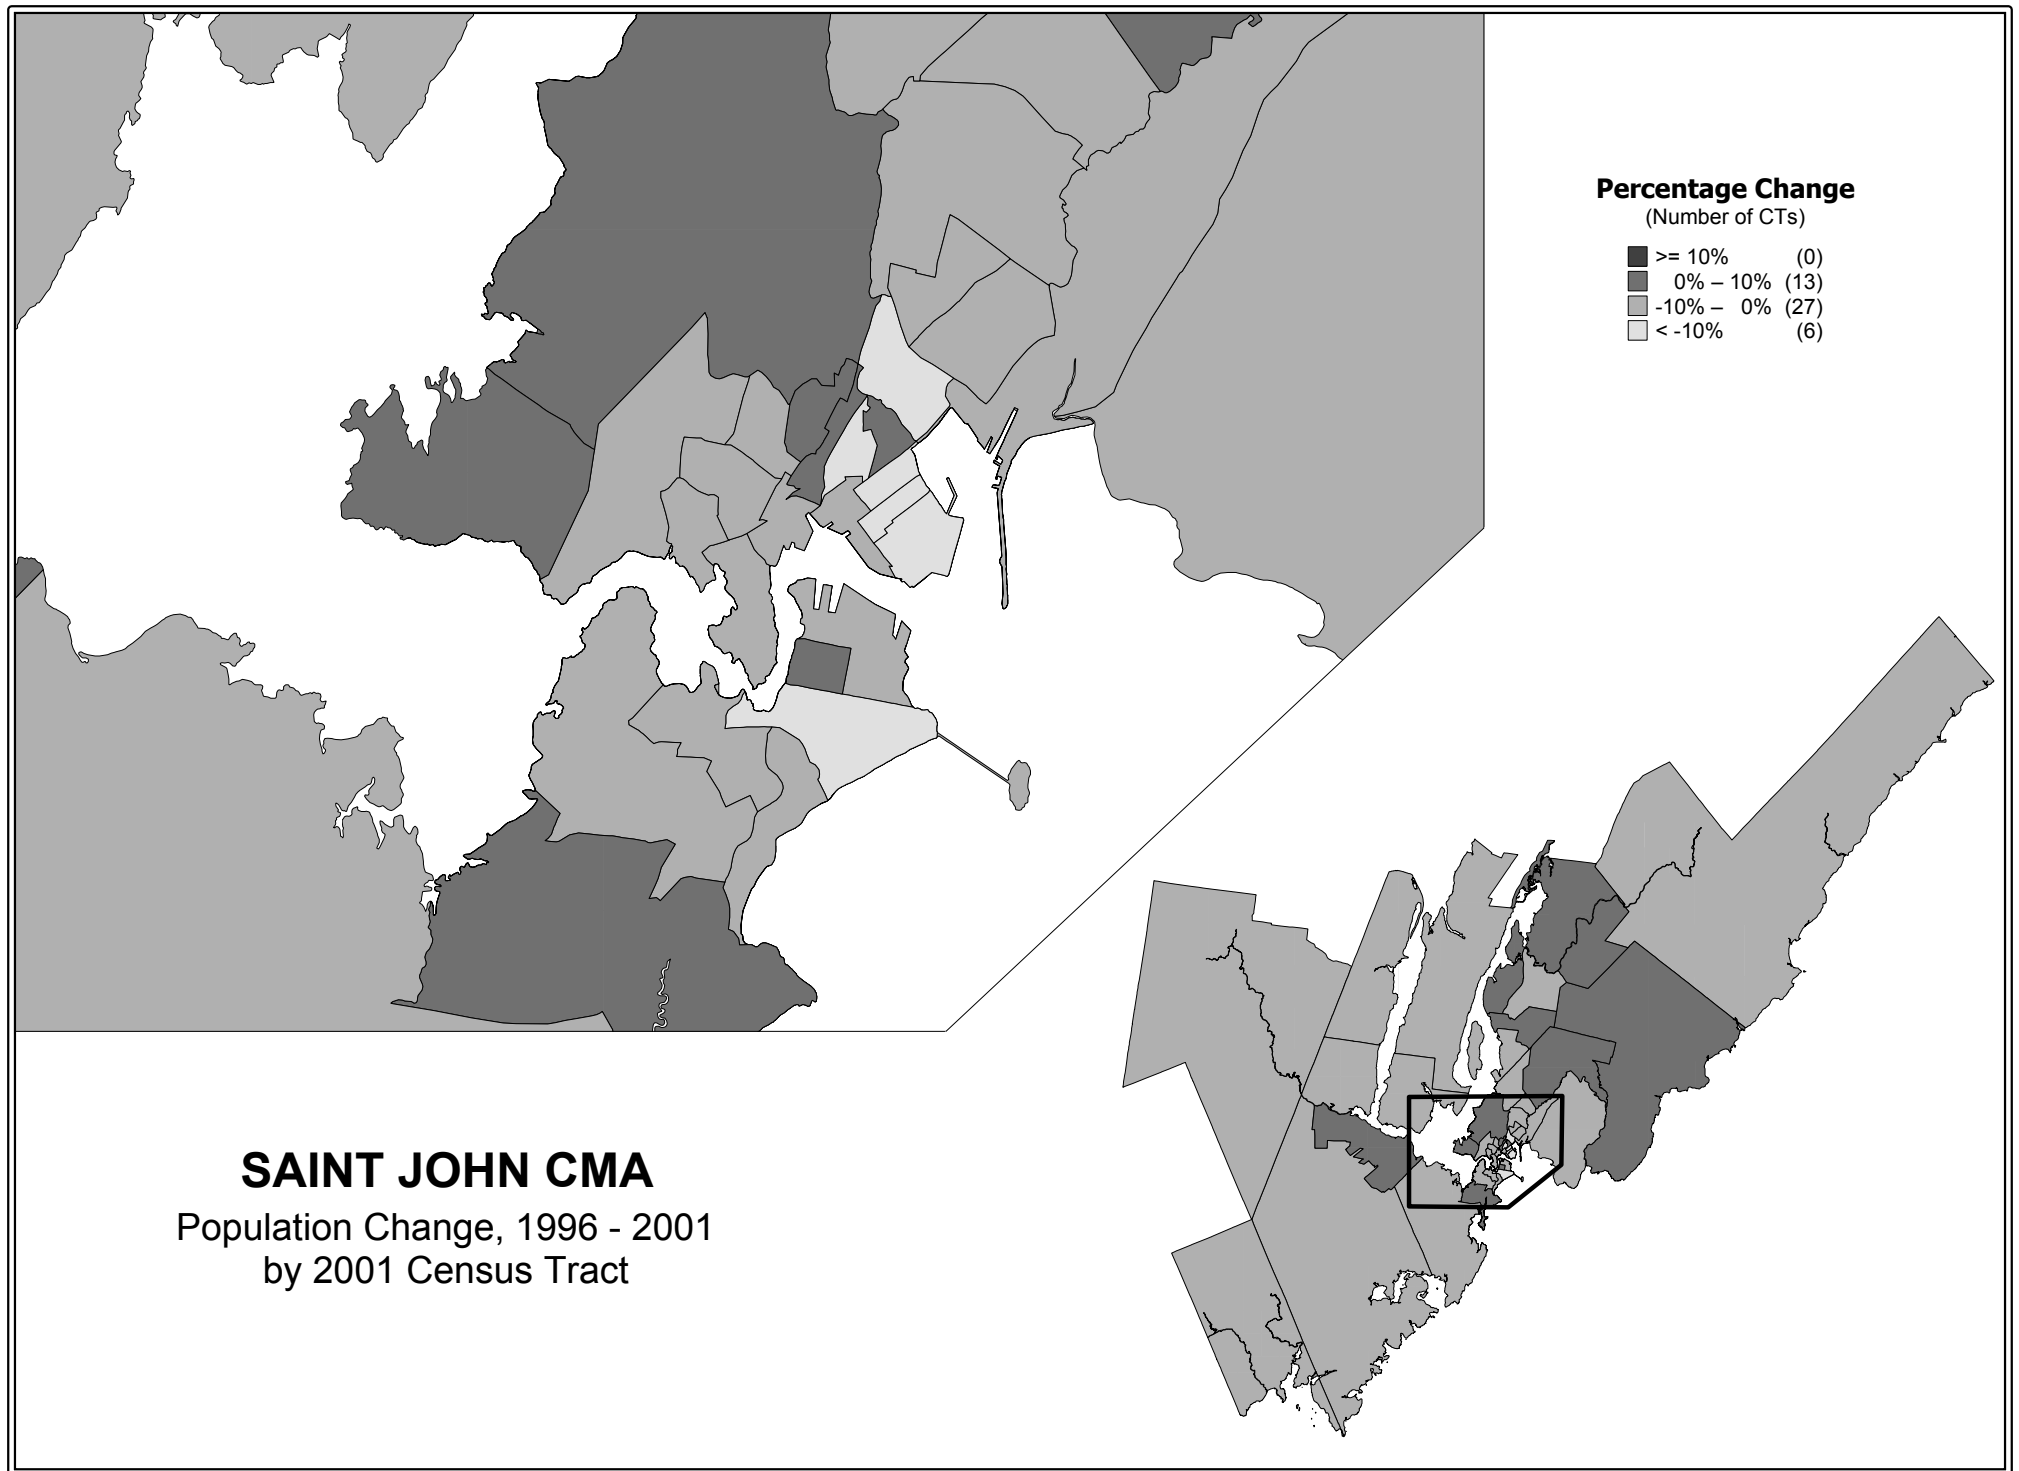 Percentage Change
(Number of CTs)
>= 10% (0)
0% – 10% (13)
-10% – 0% (27)
< -10% (6)
SAINT JOHN CMA
Population Change, 1996 - 2001
by 2001 Census Tract